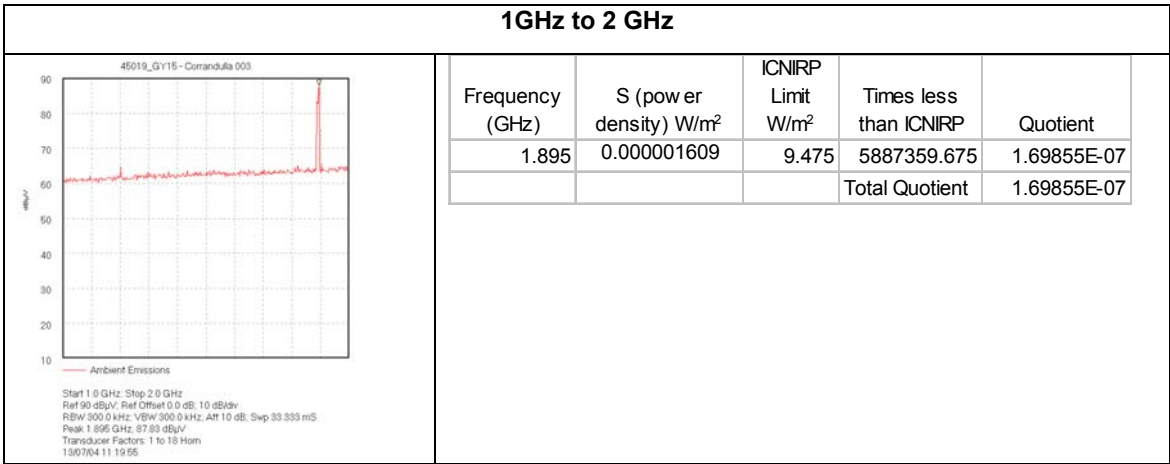 1GHz to 2 GHz
45019_GY15 - Corrandulla 003
90
80
70
60
50
40
30
20
10
dBµV
Ambient Emissions
Start 1.0 GHz; Stop 2.0 GHz
Ref 90 dBµV; Ref Offset 0.0 dB; 10 dB/div
RBW 300.0 kHz; VBW 300.0 kHz; Att 10 dB; Swp 33.333 mS
Peak 1.895 GHz, 87.83 dBµV
Transducer Factors: 1 to 18 Horn
13/07/04 11:19:55
Frequency (GHz) S (power density) W/m² ICNIRP Limit W/m² Times less than ICNIRP Quotient
1.895 0.000001609 9.475 5887359.675 1.69855E-07
Total Quotient 1.69855E-07